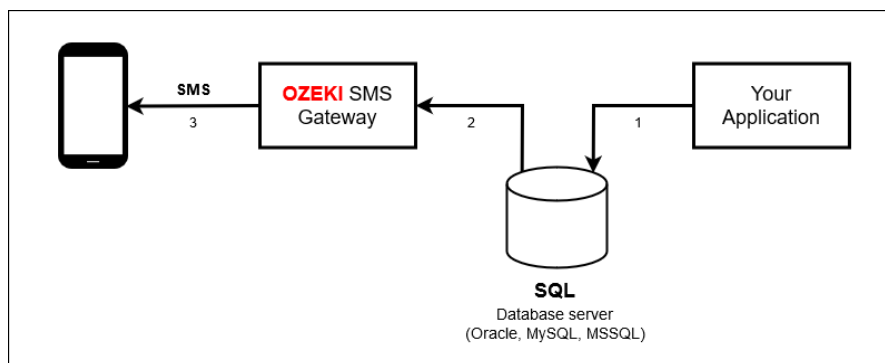 SMS
3
OZEKI SMS
Gateway
2
1
Your
Application
SQL
Database server
(Oracle, MySQL, MSSQL)